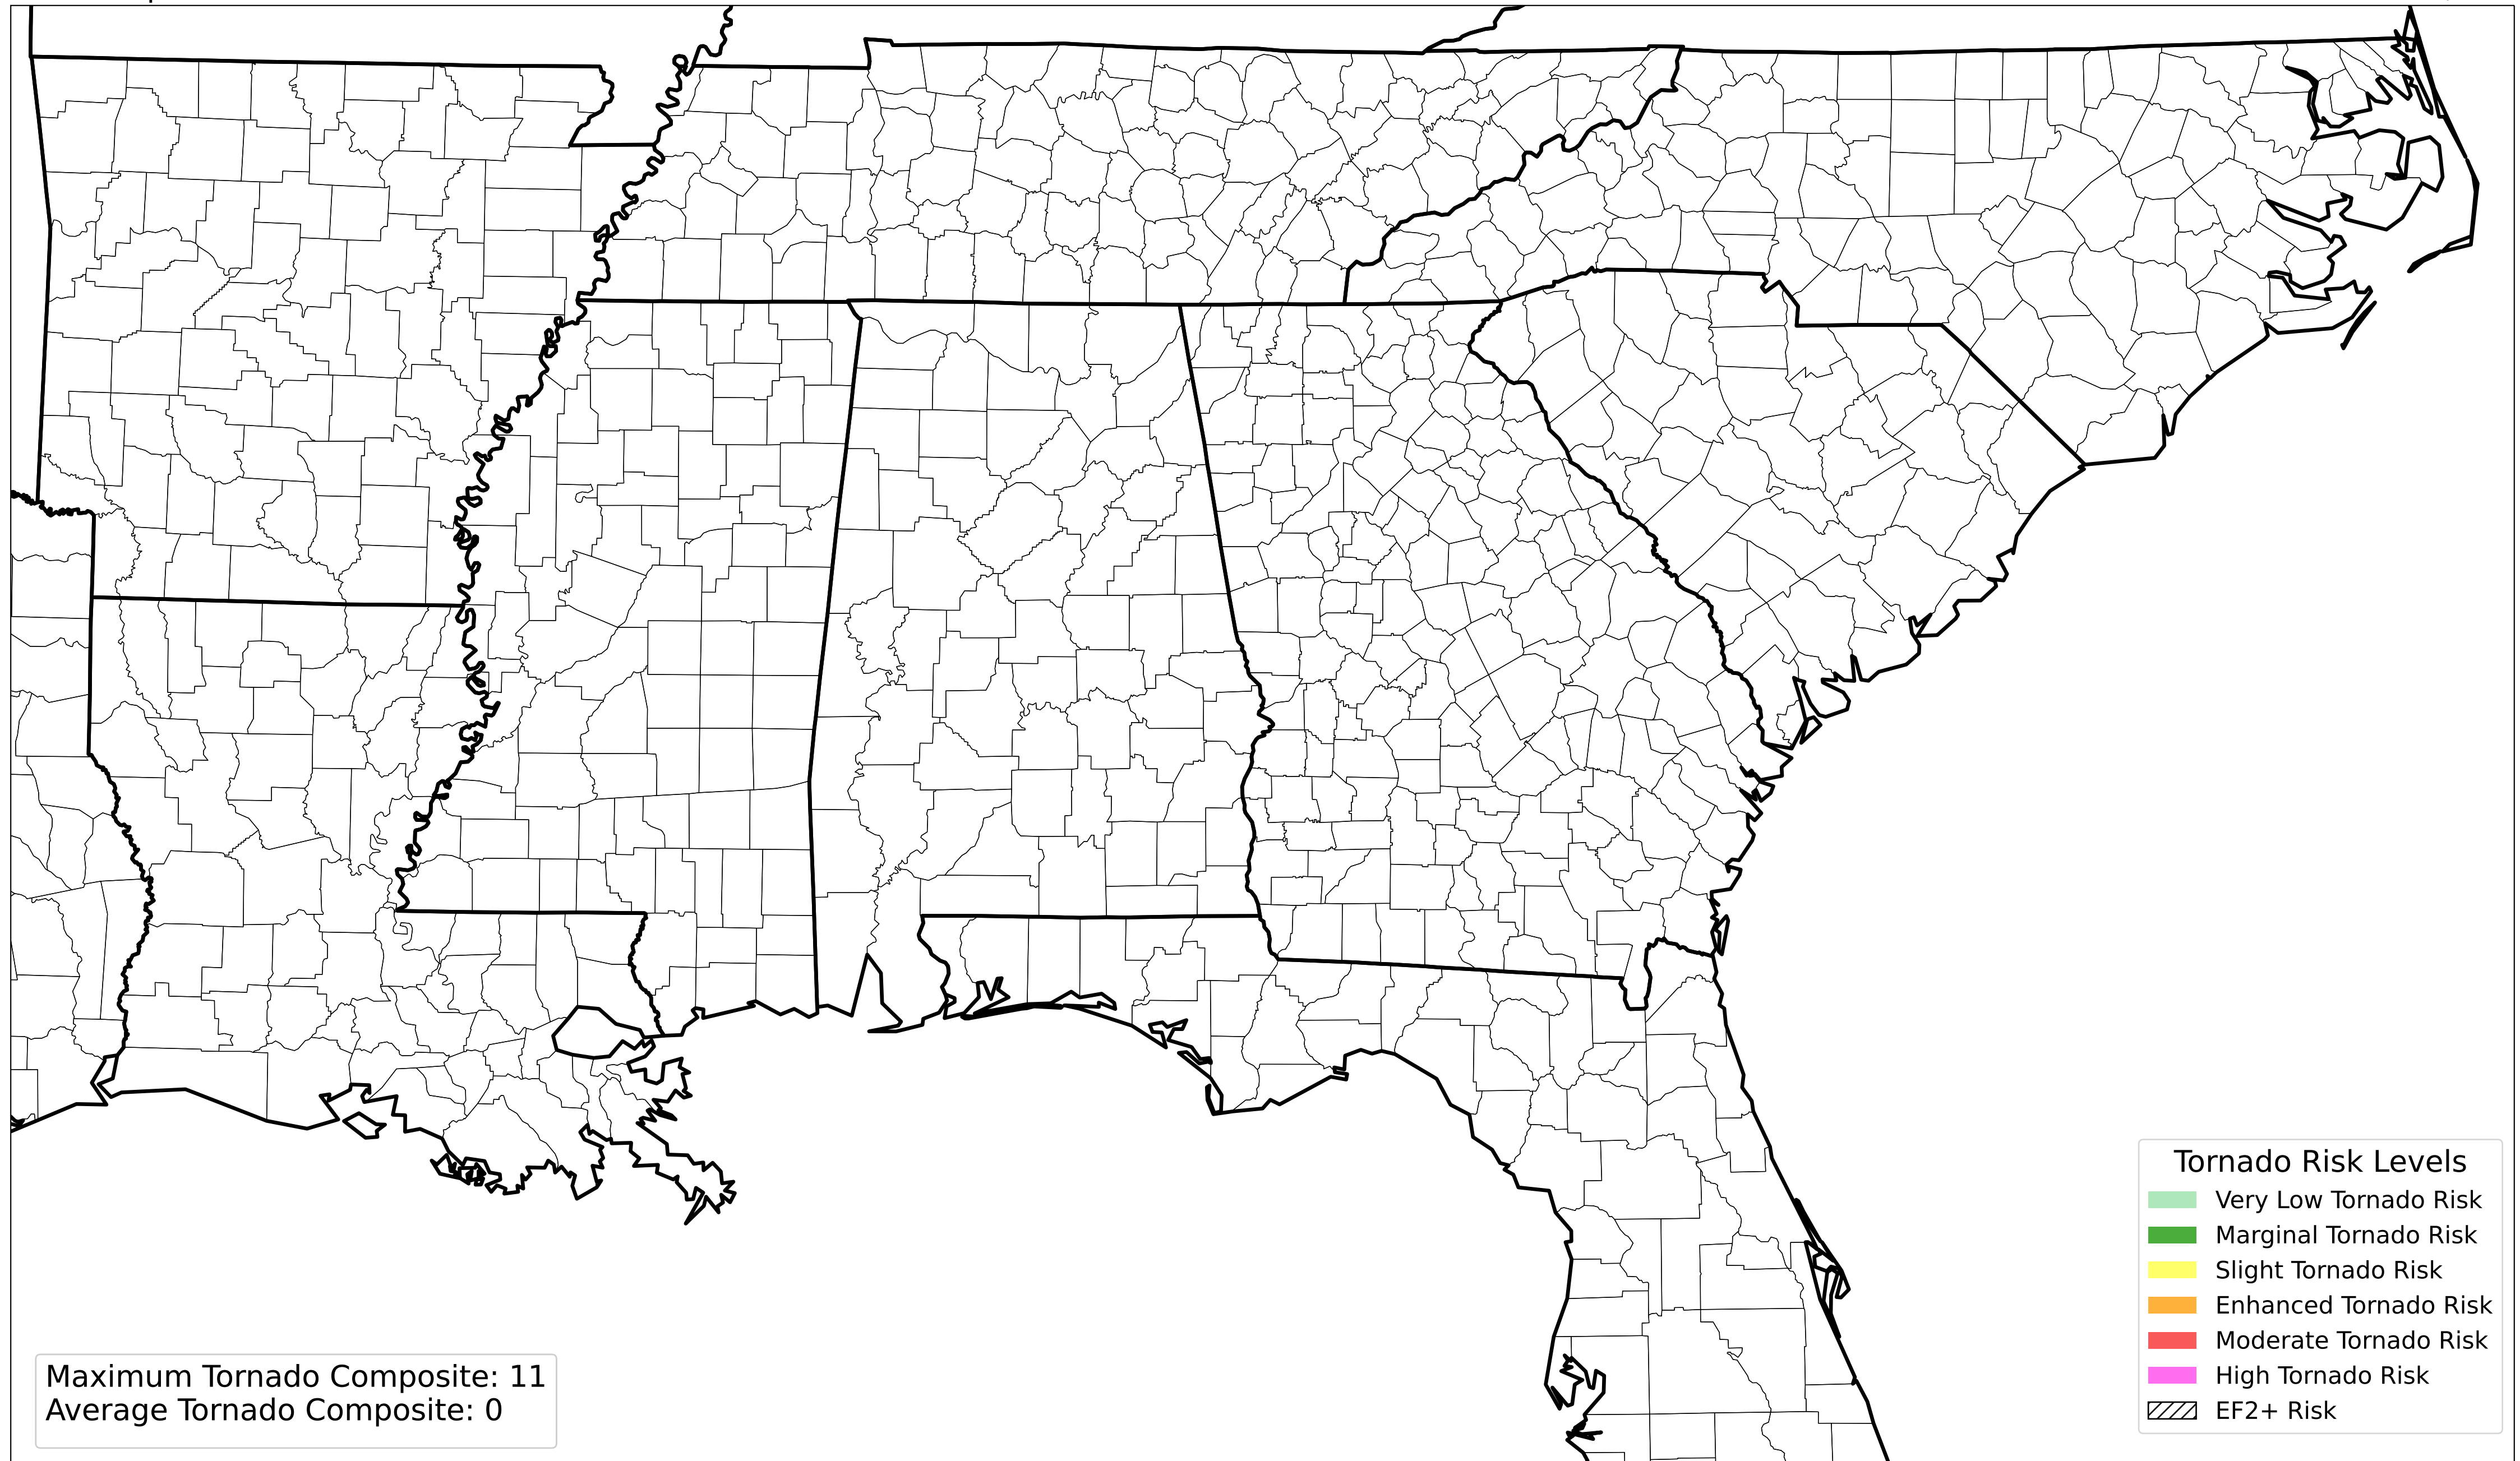 Tornado Risk Levels
Very Low Tornado Risk
Marginal Tornado Risk
Slight Tornado Risk
Enhanced Tornado Risk
Moderate Tornado Risk
High Tornado Risk
EF2+ Risk
Maximum Tornado Composite: 11
Average Tornado Composite: 0